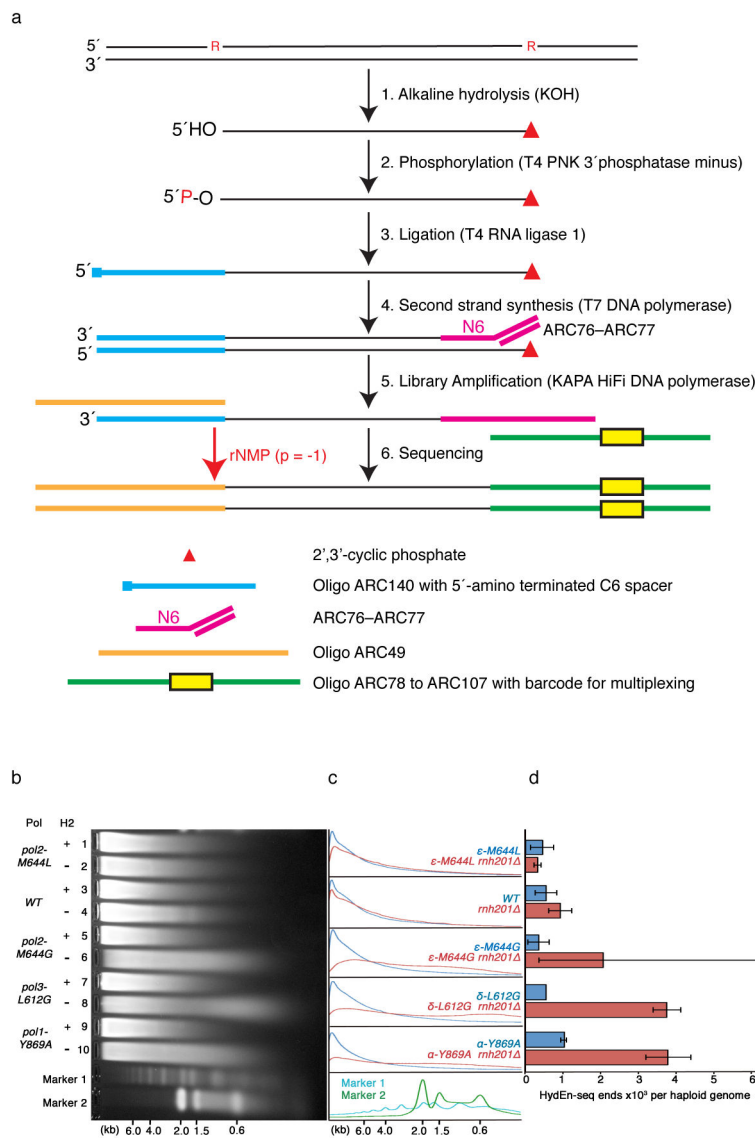 a
5´
R R
3´
1. Alkaline hydrolysis (KOH)
5´HO
2. Phosphorylation (T4 PNK 3´phosphatase minus)
5´P-O
3. Ligation (T4 RNA ligase 1)
5´
4. Second strand synthesis (T7 DNA polymerase)
N6
3´
ARC76–ARC77
5´
5. Library Amplification (KAPA HiFi DNA polymerase)
3´
rNMP (p = -1)
6. Sequencing
2',3'-cyclic phosphate
Oligo ARC140 with 5´-amino terminated C6 spacer
N6
ARC76–ARC77
Oligo ARC49
Oligo ARC78 to ARC107 with barcode for multiplexing
b
Pol H2
pol2-M644L
+ 1
- 2
WT
+ 3
- 4
pol2-M644G
+ 5
- 6
pol3-L612G
+ 7
- 8
pol1-Y869A
+ 9
- 10
Marker 1
Marker 2
(kb) 6.0 4.0 2.0 1.5 0.6
c
ε-M644L
ε-M644L rnh201Δ
WT
rnh201Δ
ε-M644G
ε-M644G rnh201Δ
δ-L612G
δ-L612G rnh201Δ
α-Y869A
α-Y869A rnh201Δ
Marker 1
Marker 2
(kb) 6.0 4.0 2.0 1.5 0.6
d
0 1 2 3 4 5 6
HydEn-seq ends x10³ per haploid genome